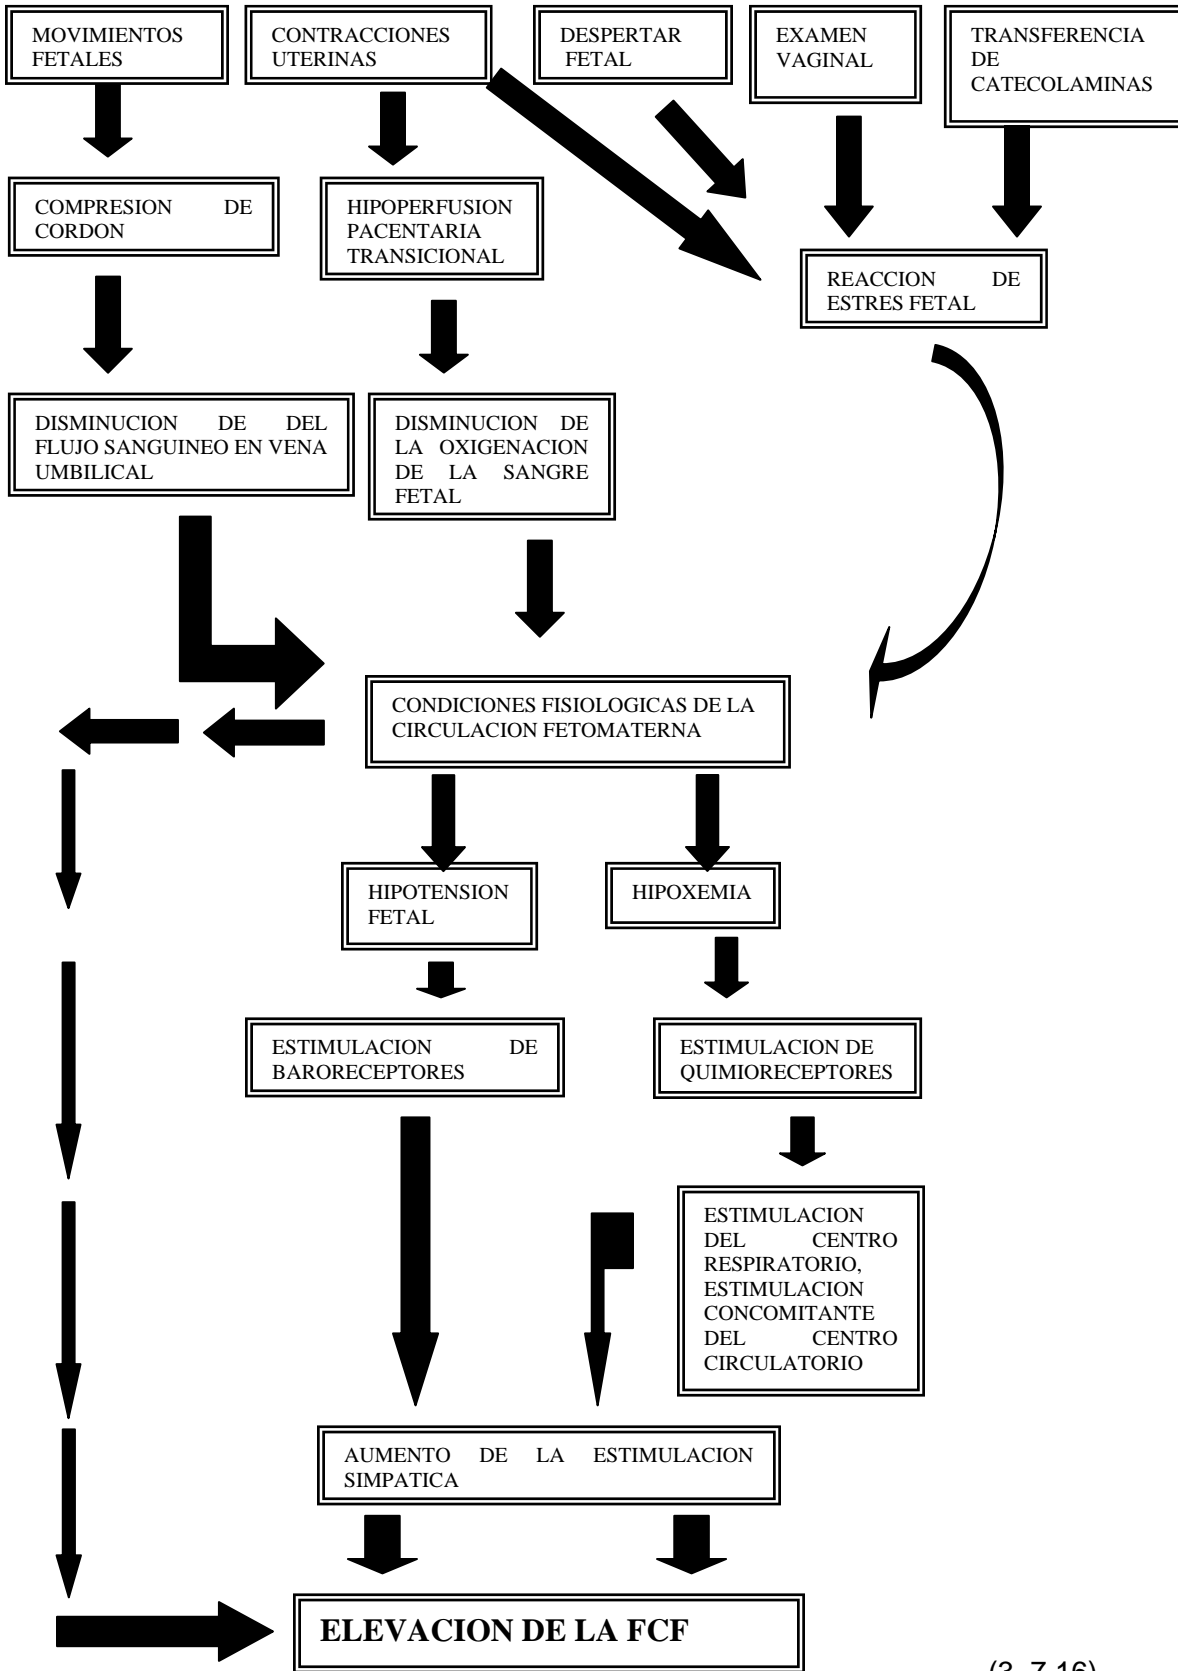 MOVIMIENTOS
FETALES
CONTRACCIONES
UTERINAS
DESPERTAR
FETAL
EXAMEN
VAGINAL
TRANSFERENCIA
DE
CATECOLAMINAS
COMPRESION DE
CORDON
HIPOPERFUSION
PACENTARIA
TRANSICIONAL
REACCION DE
ESTRES FETAL
DISMINUCION DE DEL
FLUJO SANGUINEO EN VENA
UMBILICAL
DISMINUCION DE
LA OXIGENACION
DE LA SANGRE
FETAL
CONDICIONES FISIOLOGICAS DE LA
CIRCULACION FETOMATERNA
HIPOTENSION
FETAL
HIPOXEMIA
ESTIMULACION DE
BARORECEPTORES
ESTIMULACION DE
QUIMIORECEPTORES
ESTIMULACION
DEL CENTRO
RESPIRATORIO,
ESTIMULACION
CONCOMITANTE
DEL CENTRO
CIRCULATORIO
AUMENTO DE LA ESTIMULACION
SIMPATICA
ELEVACION DE LA FCF